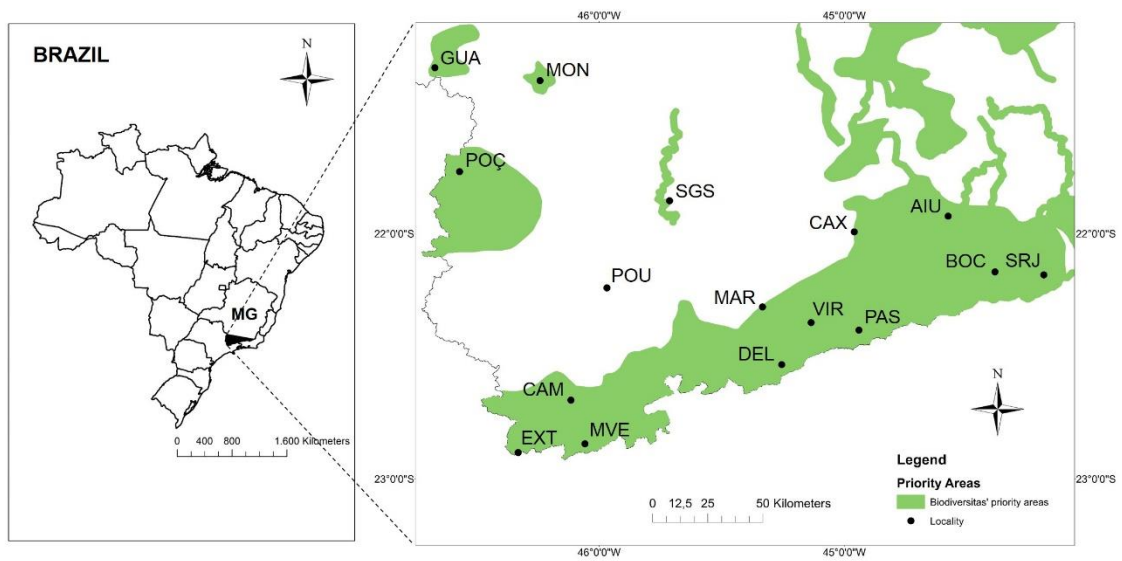 BRAZIL
N
MG
0 400 800 1.600 Kilometers
46°0'0"W 45°0'0"W
GUA
MON
POÇ
SGS
AIU
CAX
22°0'0"S 22°0'0"S
BOC SRJ
POU
MAR
VIR
PAS
DEL
CAM
N
EXT
MVE
Legend
Priority Areas
Biodiversitas' priority areas
Locality
23°0'0"S 23°0'0"S
0 12,5 25 50 Kilometers
46°0'0"W 45°0'0"W